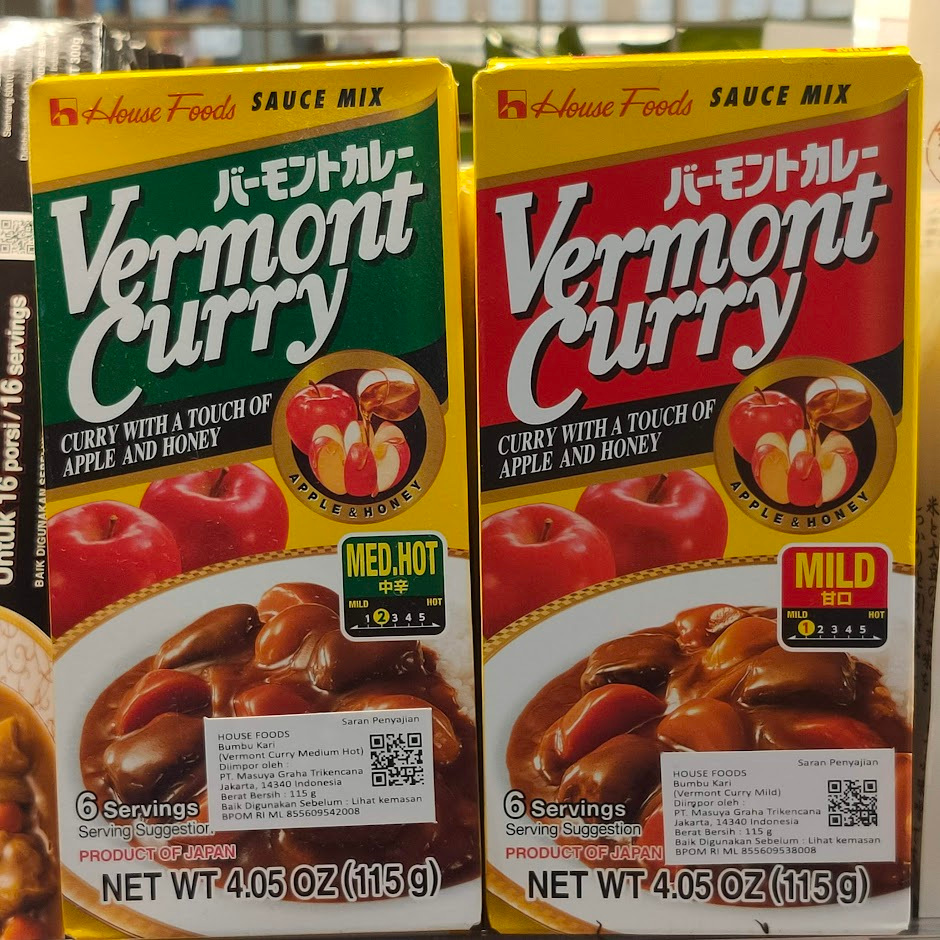 House Foods SAUCE MIX
バーモントカレー
Vermont
Curry
CURRY WITH A TOUCH OF
APPLE AND HONEY
APPLE & HONEY
MED.HOT
中辛
MILD HOT
1 2 3 4 5
Saran Penyajian
HOUSE FOODS
Bumbu Kari
(Vermont Curry Medium Hot)
Diimpor oleh :
PT. Masuya Graha Trikencana
Jakarta, 14340 Indonesia
Berat Bersih : 115 g
Baik Digunakan Sebelum : Lihat kemasan
BPOM RI ML 855609542008
6 Servings
Serving Suggestion
PRODUCT OF JAPAN
NET WT 4.05 OZ (115 g)
House Foods SAUCE MIX
バーモントカレー
Vermont
Curry
CURRY WITH A TOUCH OF
APPLE AND HONEY
APPLE & HONEY
MILD
甘口
MILD HOT
1 2 3 4 5
Saran Penyajian
HOUSE FOODS
Bumbu Kari
(Vermont Curry Mild)
Diimpor oleh :
PT. Masuya Graha Trikencana
Jakarta, 14340 Indonesia
Berat Bersih : 115 g
Baik Digunakan Sebelum : Lihat kemasan
BPOM RI ML 855609538008
6 Servings
Serving Suggestion
PRODUCT OF JAPAN
NET WT 4.05 OZ (115 g)
Untuk 16 porsi / 16 servings
BAIK DIGUNAKAN